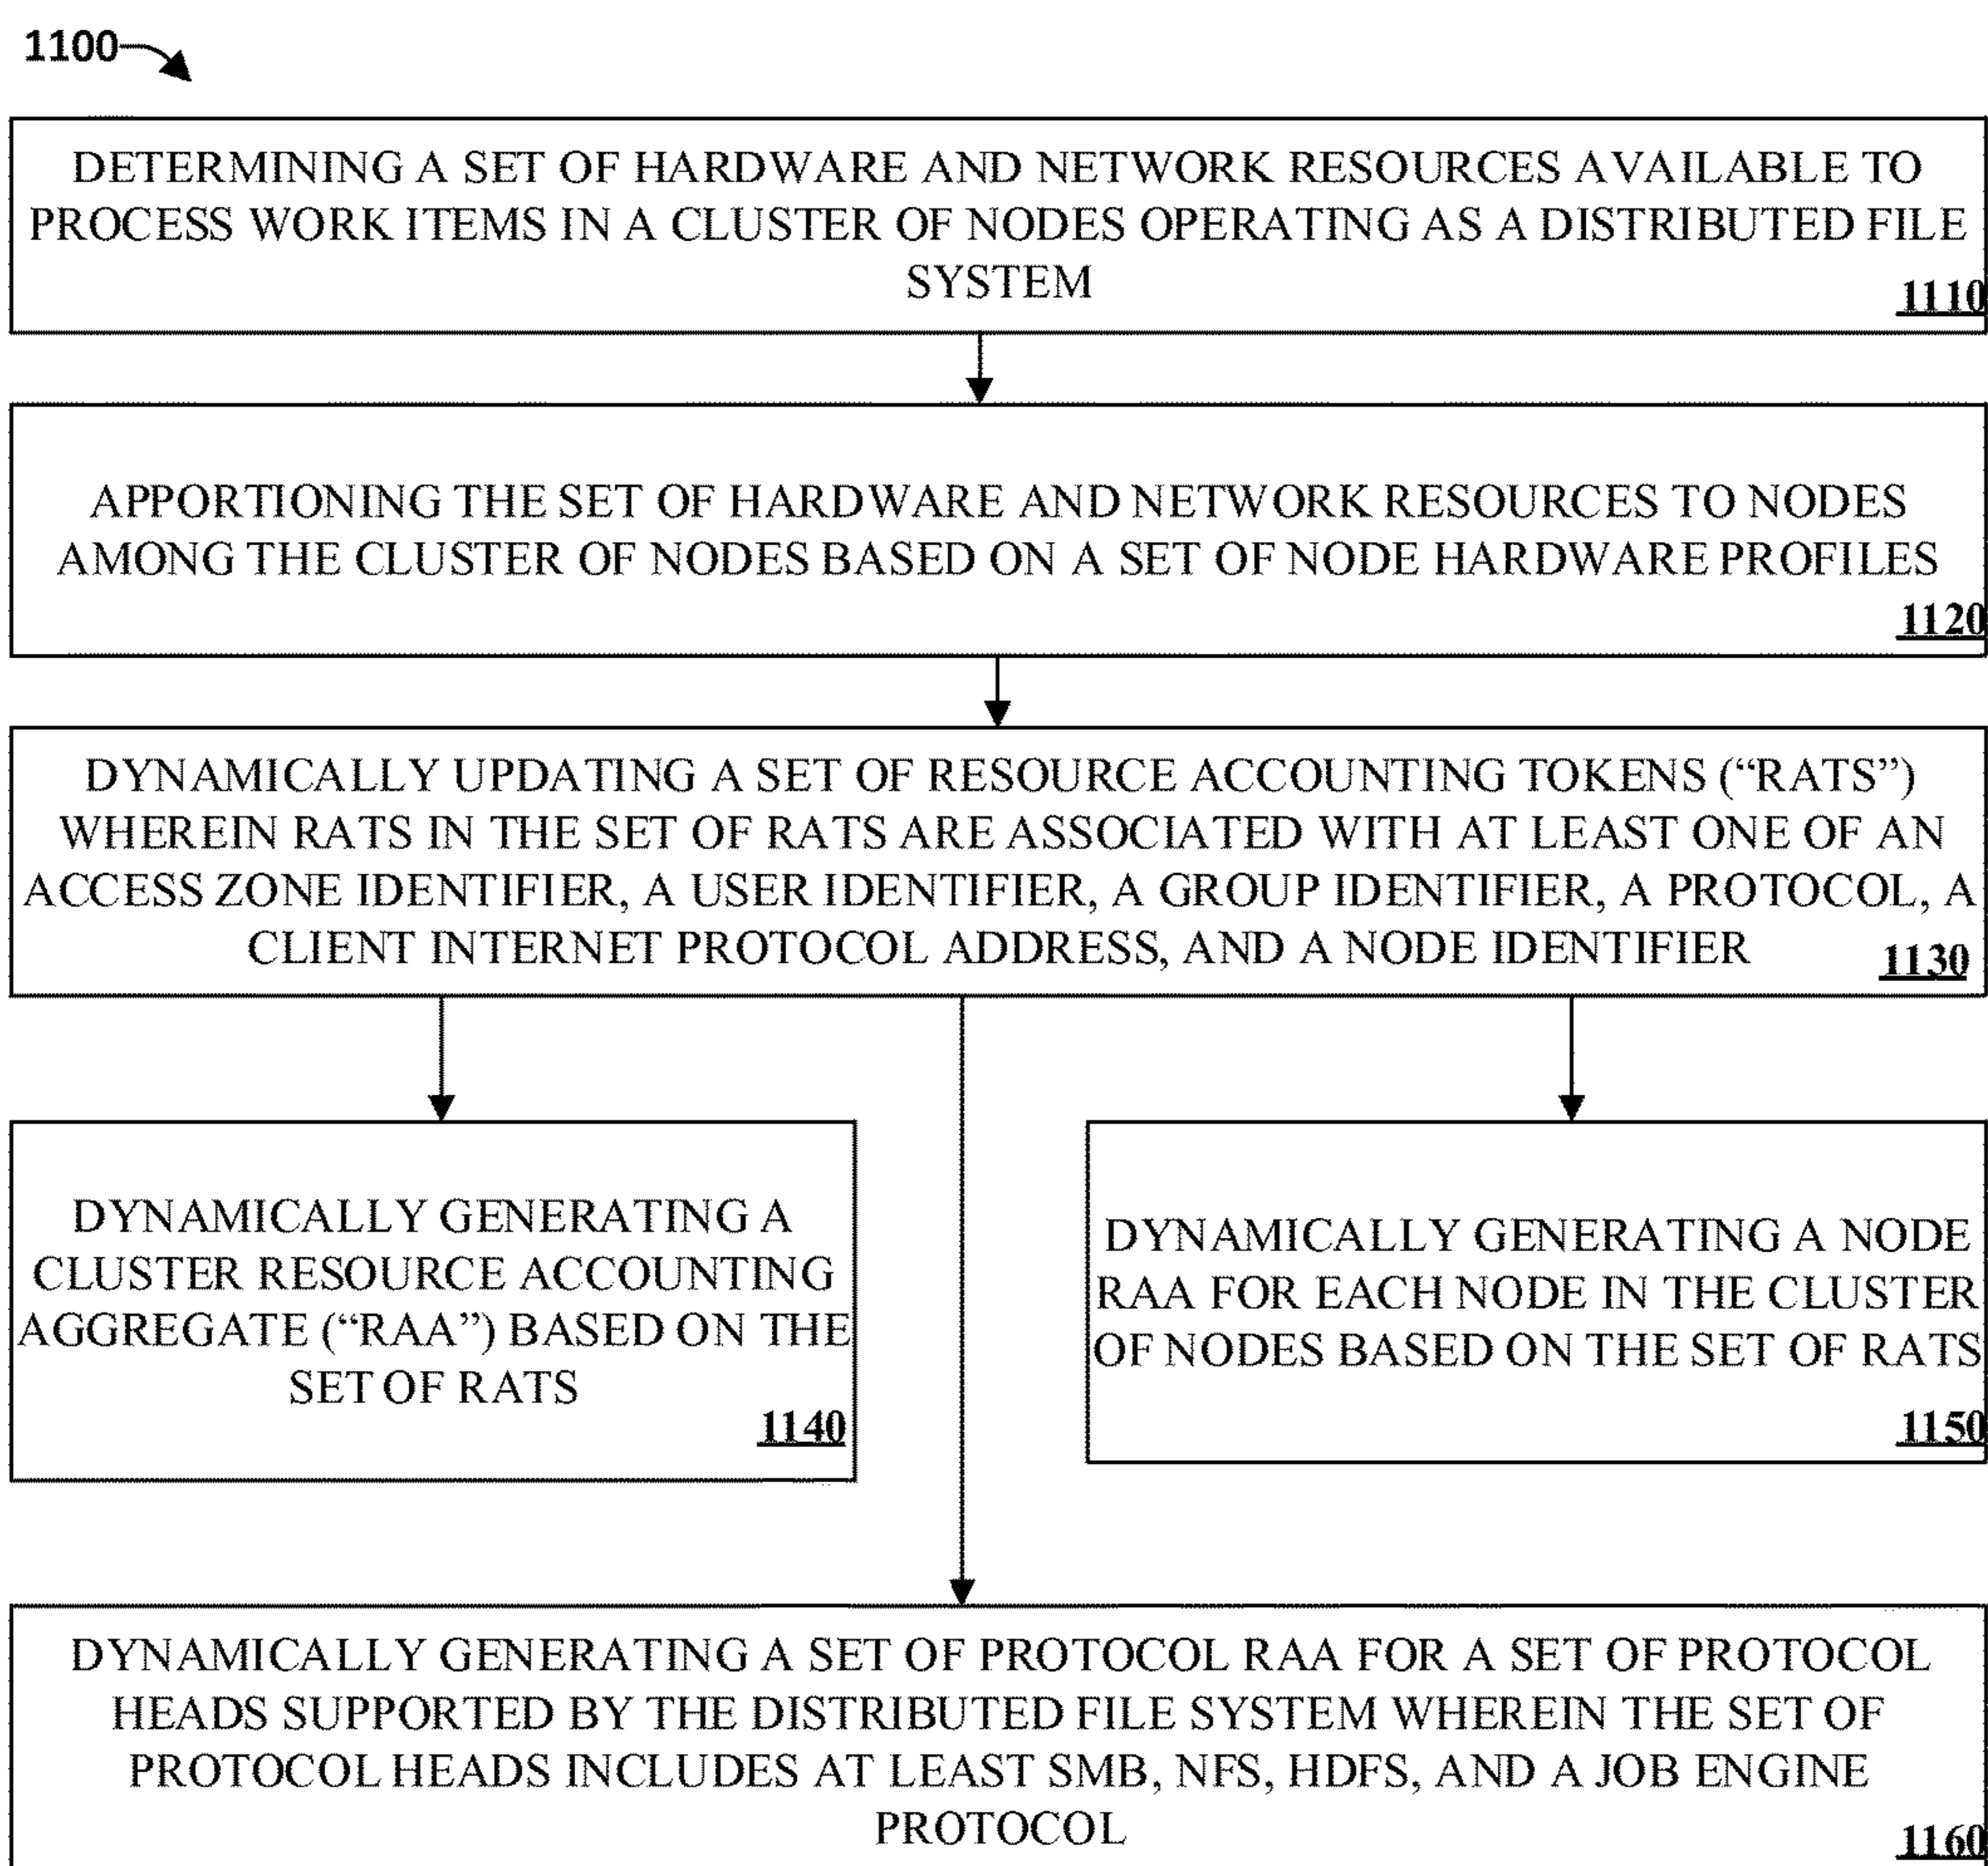 1100
DETERMINING A SET OF HARDWARE AND NETWORK RESOURCES AVAILABLE TO
PROCESS WORK ITEMS IN A CLUSTER OF NODES OPERATING AS A DISTRIBUTED FILE
SYSTEM
1110
APPORTIONING THE SET OF HARDWARE AND NETWORK RESOURCES TO NODES
AMONG THE CLUSTER OF NODES BASED ON A SET OF NODE HARDWARE PROFILES
1120
DYNAMICALLY UPDATING A SET OF RESOURCE ACCOUNTING TOKENS (“RATS”)
WHEREIN RATS IN THE SET OF RATS ARE ASSOCIATED WITH AT LEAST ONE OF AN
ACCESS ZONE IDENTIFIER, A USER IDENTIFIER, A GROUP IDENTIFIER, A PROTOCOL, A
CLIENT INTERNET PROTOCOL ADDRESS, AND A NODE IDENTIFIER
1130
DYNAMICALLY GENERATING A
CLUSTER RESOURCE ACCOUNTING
AGGREGATE (“RAA”) BASED ON THE
SET OF RATS
1140
DYNAMICALLY GENERATING A NODE
RAA FOR EACH NODE IN THE CLUSTER
OF NODES BASED ON THE SET OF RATS
1150
DYNAMICALLY GENERATING A SET OF PROTOCOL RAA FOR A SET OF PROTOCOL
HEADS SUPPORTED BY THE DISTRIBUTED FILE SYSTEM WHEREIN THE SET OF
PROTOCOL HEADS INCLUDES AT LEAST SMB, NFS, HDFS, AND A JOB ENGINE
PROTOCOL
1160